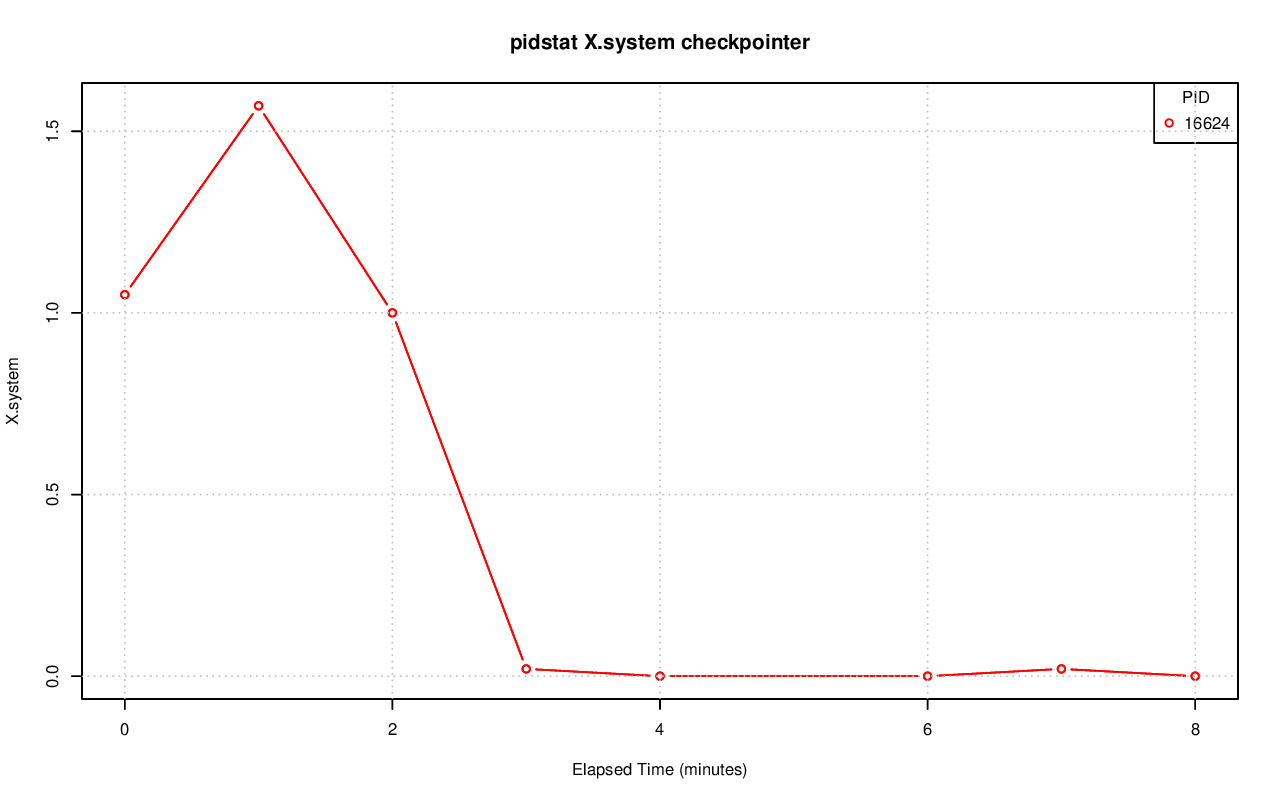 pidstat X.system checkpointer
PID
16624
X.system
1.5
1.0
0.5
0.0
0 2 4 6 8
Elapsed Time (minutes)